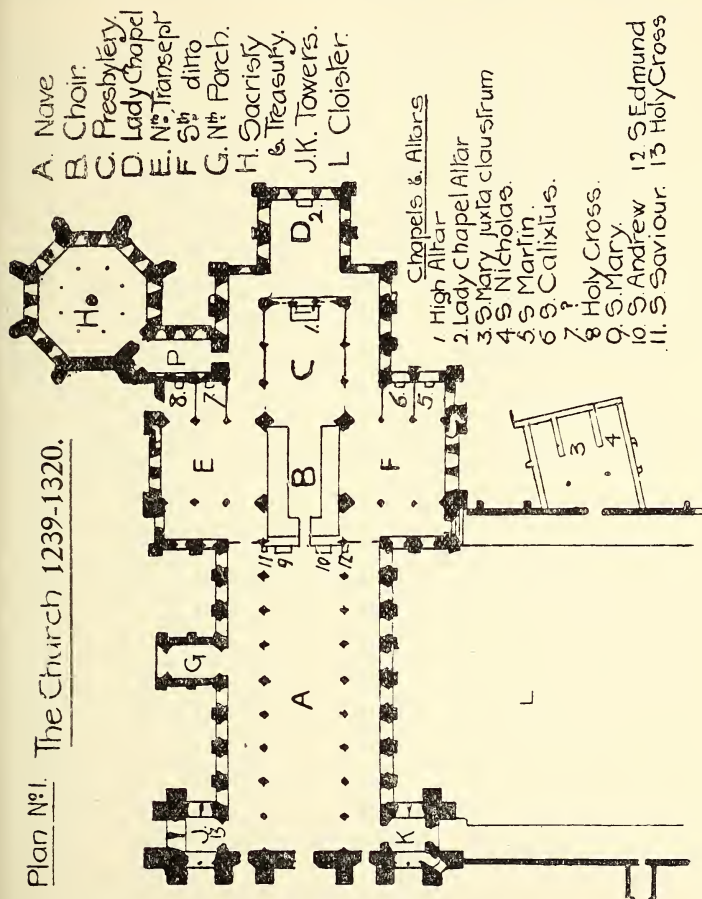 Plan Nº1. The Church 1239-1320.
A. Nave
B. Choir.
C. Presbytery.
D. Lady Chapel
E. Nth Transept
F Sth ditto
G. Nth Porch.
H. Sacristy
& Treasury.
J.K. Towers.
L Cloister.
Chapels & Altars
1 High Altar
2. Lady Chapel Altar
3. S. Mary juxta claustrum
4. S Nicholas.
5. S Martin.
6 S. Calixtus.
7. ?
8 Holy Cross.
9. S. Mary.
10. S. Andrew 12. S Edmund
11. S. Saviour. 13 Holy Cross
H
P
8.
7.
E
G
D 2
1.
C
B
6.
5.
F
11
9
10.
12.
A
3
4
J.
13
K
L